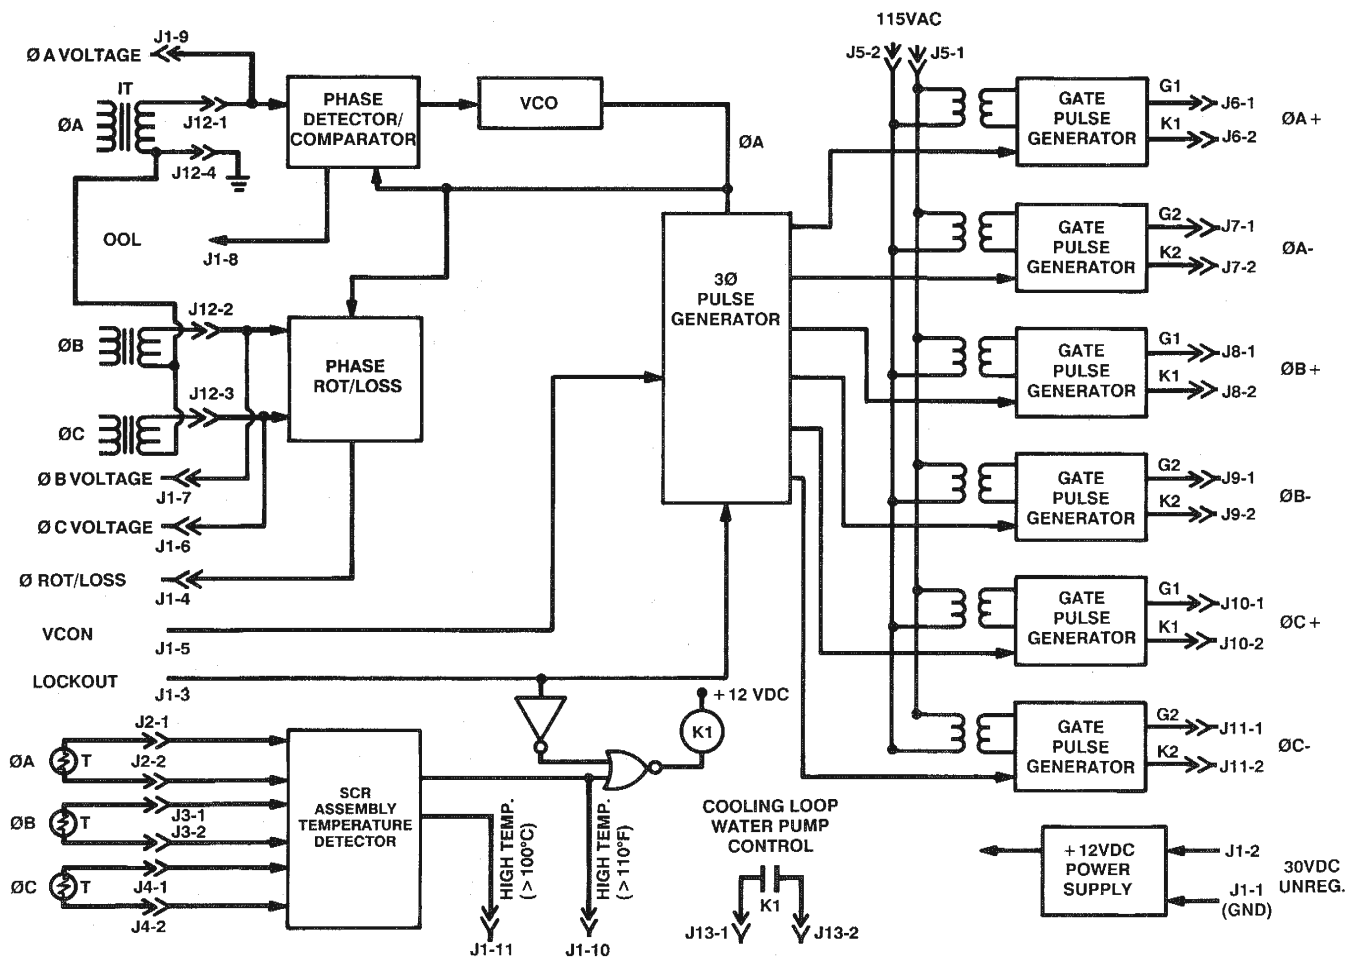 115VAC
J5-2
J5-1
J1-9
Ø A VOLTAGE
1T
ØA
J12-1
J12-4
PHASE
DETECTOR/
COMPARATOR
VCO
ØA
OOL
J1-8
J12-2
ØB
J12-3
ØC
PHASE
ROT/LOSS
Ø B VOLTAGE
J1-7
Ø C VOLTAGE
J1-6
Ø ROT/LOSS
J1-4
VCON
J1-5
LOCKOUT
J1-3
3Ø
PULSE
GENERATOR
GATE
PULSE
GENERATOR
G1
J6-1
K1
J6-2
ØA+
GATE
PULSE
GENERATOR
G2
J7-1
K2
J7-2
ØA-
GATE
PULSE
GENERATOR
G1
J8-1
K1
J8-2
ØB+
GATE
PULSE
GENERATOR
G2
J9-1
K2
J9-2
ØB-
GATE
PULSE
GENERATOR
G1
J10-1
K1
J10-2
ØC+
GATE
PULSE
GENERATOR
G2
J11-1
K2
J11-2
ØC-
+12 VDC
K1
J2-1
ØA
T
J2-2
J3-1
ØB
T
J3-2
ØC
T
J4-1
J4-2
SCR
ASSEMBLY
TEMPERATURE
DETECTOR
HIGH TEMP.
(> 100°C)
J1-11
HIGH TEMP.
(> 110°F)
J1-10
COOLING LOOP
WATER PUMP
CONTROL
K1
J13-1
J13-2
+12VDC
POWER
SUPPLY
J1-2
30VDC
UNREG.
J1-1
(GND)